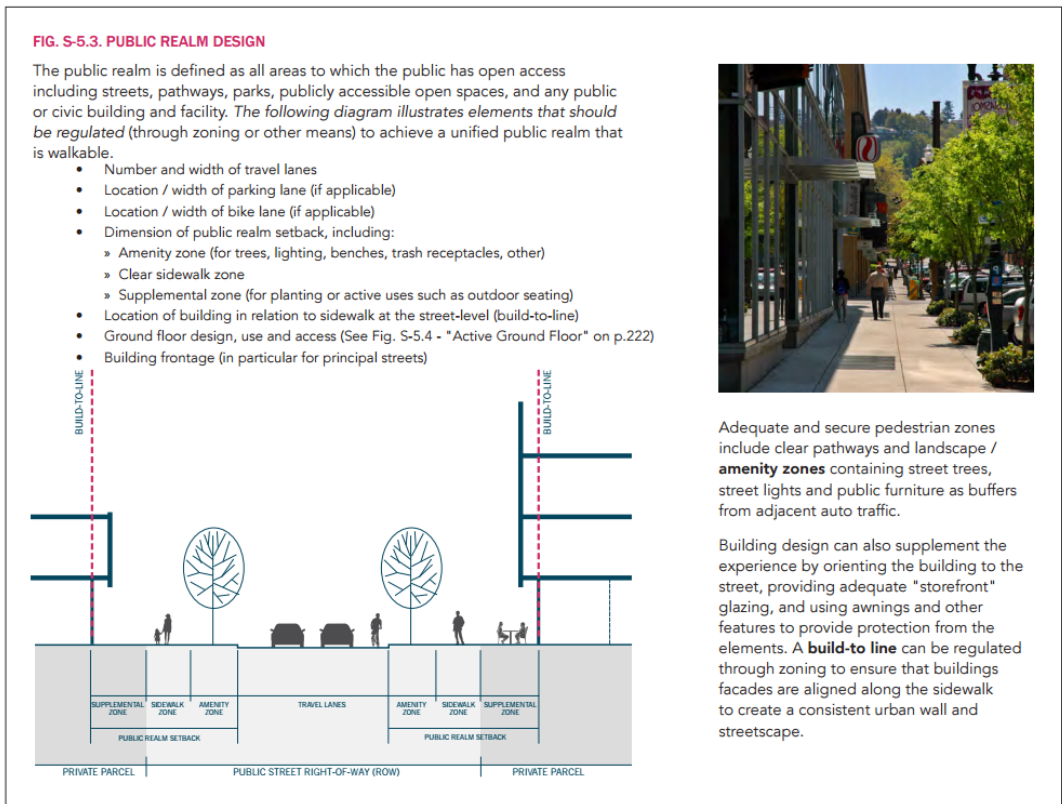 FIG. S-5.3. PUBLIC REALM DESIGN
The public realm is defined as all areas to which the public has open access
including streets, pathways, parks, publicly accessible open spaces, and any public
or civic building and facility. The following diagram illustrates elements that should
be regulated (through zoning or other means) to achieve a unified public realm that
is walkable.
• Number and width of travel lanes
• Location / width of parking lane (if applicable)
• Location / width of bike lane (if applicable)
• Dimension of public realm setback, including:
» Amenity zone (for trees, lighting, benches, trash receptacles, other)
» Clear sidewalk zone
» Supplemental zone (for planting or active uses such as outdoor seating)
• Location of building in relation to sidewalk at the street-level (build-to-line)
• Ground floor design, use and access (See Fig. S-5.4 - "Active Ground Floor" on p.222)
• Building frontage (in particular for principal streets)
BUILD-TO-LINE
BUILD-TO-LINE
SUPPLEMENTAL
ZONE
SIDEWALK
ZONE
AMENITY
ZONE
TRAVEL LANES
AMENITY
ZONE
SIDEWALK
ZONE
SUPPLEMENTAL
ZONE
PUBLIC REALM SETBACK
PUBLIC REALM SETBACK
PRIVATE PARCEL
PUBLIC STREET RIGHT-OF-WAY (ROW)
PRIVATE PARCEL
Adequate and secure pedestrian zones
include clear pathways and landscape /
amenity zones containing street trees,
street lights and public furniture as buffers
from adjacent auto traffic.
Building design can also supplement the
experience by orienting the building to the
street, providing adequate "storefront"
glazing, and using awnings and other
features to provide protection from the
elements. A build-to line can be regulated
through zoning to ensure that buildings
facades are aligned along the sidewalk
to create a consistent urban wall and
streetscape.